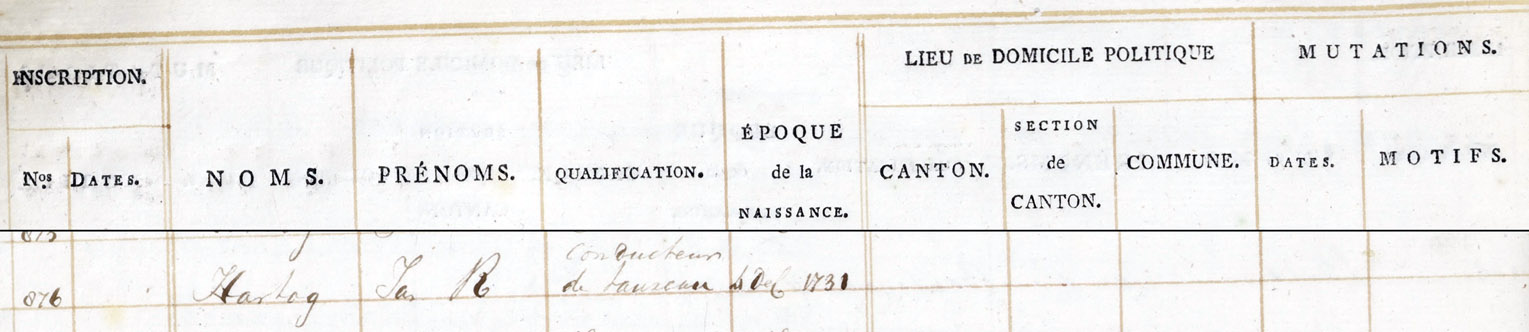 INSCRIPTION.
LIEU DE DOMICILE POLITIQUE
MUTATIONS.
Nos
DATES.
NOMS.
PRÉNOMS.
QUALIFICATION.
ÉPOQUE
de la
NAISSANCE.
CANTON.
SECTION
de
CANTON.
COMMUNE.
DATES.
MOTIFS.
875
876
Hartog
R
conducteur
de taureau
1731